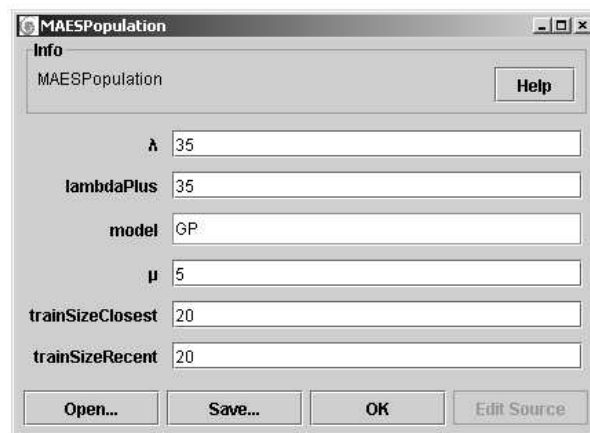 MAESPopulation
Info
MAESPopulation
Help
λ 35
lambdaPlus 35
model GP
μ 5
trainSizeClosest 20
trainSizeRecent 20
Open... Save... OK Edit Source